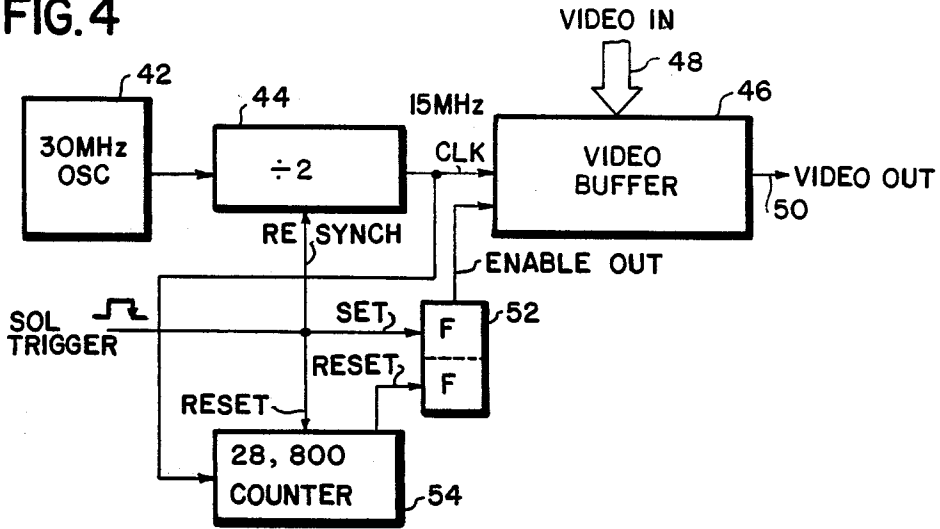 FIG. 4
VIDEO IN
48
42
44
15MHz
46
30MHz
OSC
÷2
CLK
VIDEO
BUFFER
VIDEO OUT
50
RE SYNCH
ENABLE OUT
SOL
TRIGGER
SET
F
52
RESET
F
RESET
28, 800
COUNTER
54